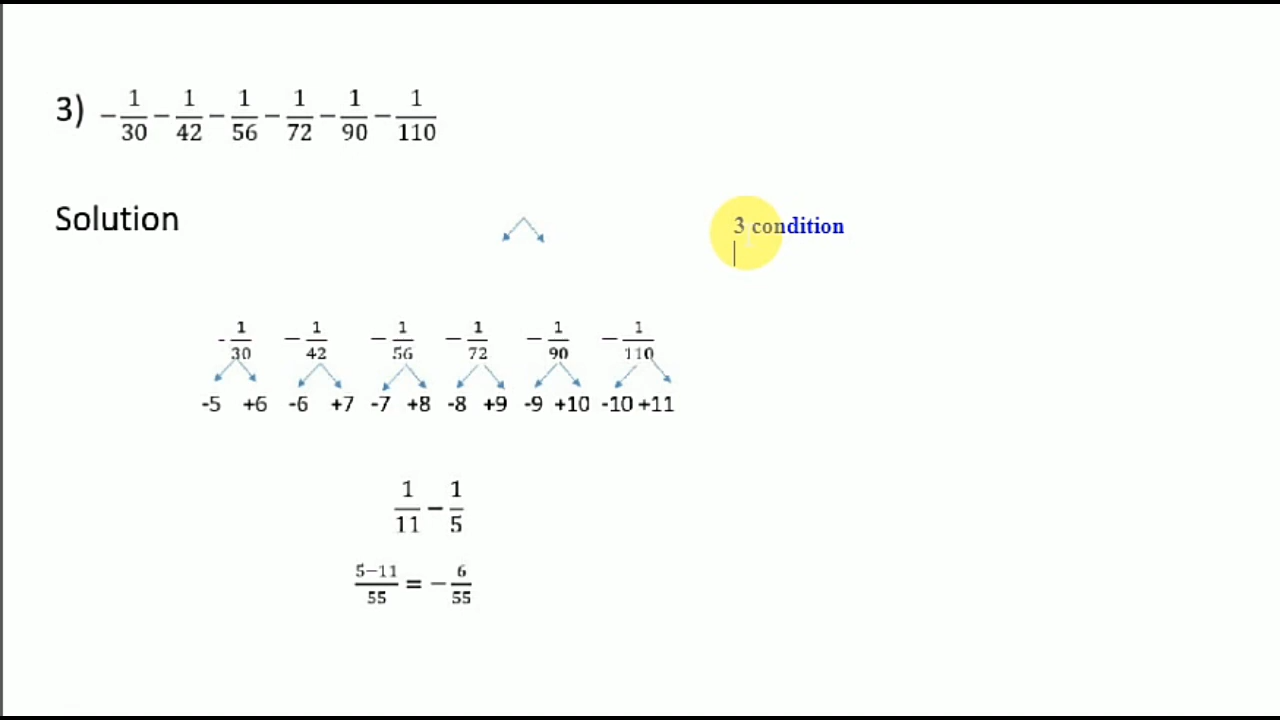 3) −1/30 − 1/42 − 1/56 − 1/72 − 1/90 − 1/110
Solution
3 condition
-1/30 −1/42 −1/56 −1/72 −1/90 −1/110
-5 +6 -6 +7 -7 +8 -8 +9 -9 +10 -10 +11
1/11 − 1/5
5−11/55 = −6/55